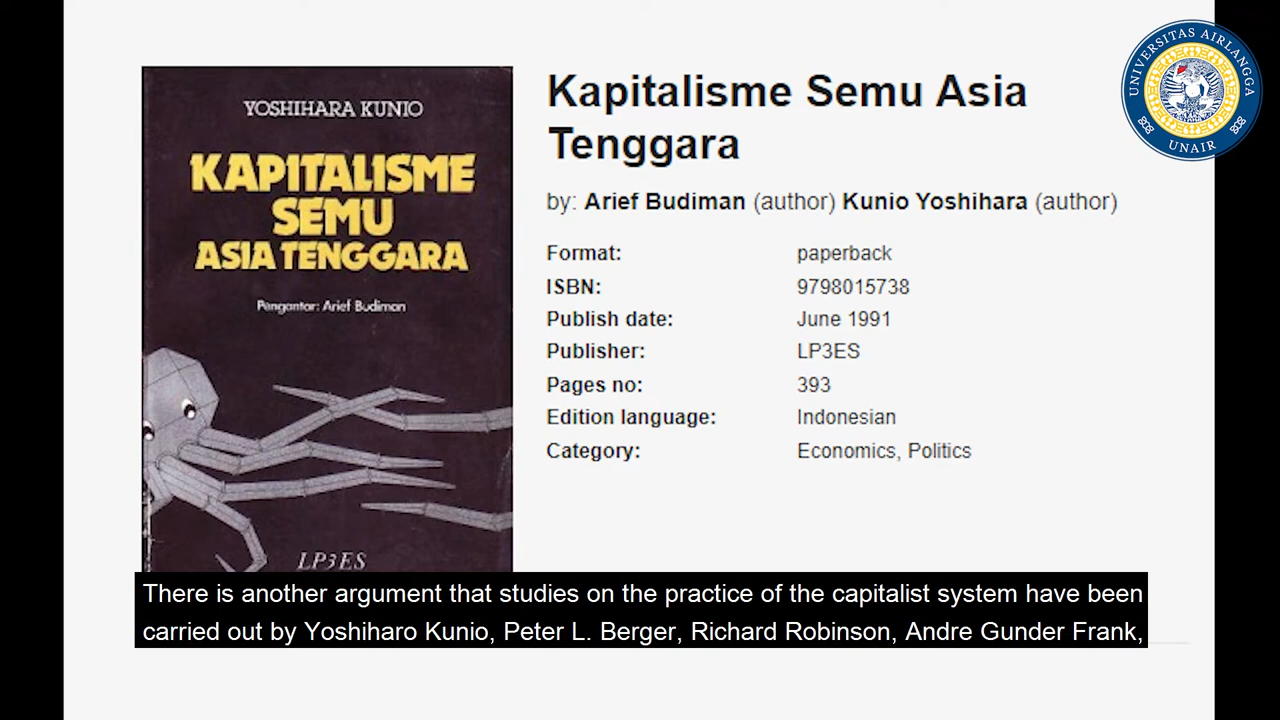 YOSHIHARA KUNIO
KAPITALISME
SEMU
ASIA TENGGARA
Pengantar: Arief Budiman
LP3ES
Kapitalisme Semu Asia
Tenggara
by: Arief Budiman (author) Kunio Yoshihara (author)
Format: paperback
ISBN: 9798015738
Publish date: June 1991
Publisher: LP3ES
Pages no: 393
Edition language: Indonesian
Category: Economics, Politics
UNIVERSITAS AIRLANGGA
UNAIR
There is another argument that studies on the practice of the capitalist system have been
carried out by Yoshiharo Kunio, Peter L. Berger, Richard Robinson, Andre Gunder Frank,